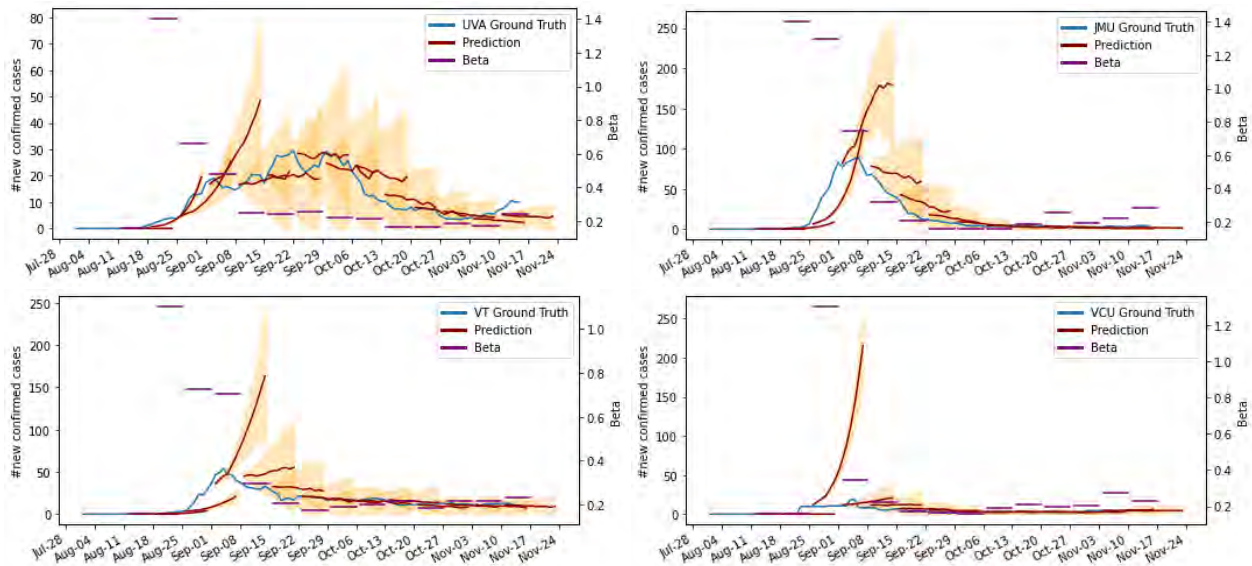 #new confirmed cases
80
70
60
50
40
30
20
10
0
UVA Ground Truth
Prediction
Beta
1.4
1.2
1.0
0.8
0.6
0.4
0.2
Beta
Jul-28
Aug-04
Aug-11
Aug-18
Aug-25
Sep-01
Sep-08
Sep-15
Sep-22
Sep-29
Oct-06
Oct-13
Oct-20
Oct-27
Nov-03
Nov-10
Nov-17
Nov-24
#new confirmed cases
250
200
150
100
50
0
JMU Ground Truth
Prediction
Beta
1.4
1.2
1.0
0.8
0.6
0.4
0.2
Beta
Jul-28
Aug-04
Aug-11
Aug-18
Aug-25
Sep-01
Sep-08
Sep-15
Sep-22
Sep-29
Oct-06
Oct-13
Oct-20
Oct-27
Nov-03
Nov-10
Nov-17
Nov-24
#new confirmed cases
250
200
150
100
50
0
VT Ground Truth
Prediction
Beta
1.0
0.8
0.6
0.4
0.2
Beta
Jul-28
Aug-04
Aug-11
Aug-18
Aug-25
Sep-01
Sep-08
Sep-15
Sep-22
Sep-29
Oct-06
Oct-13
Oct-20
Oct-27
Nov-03
Nov-10
Nov-17
Nov-24
#new confirmed cases
250
200
150
100
50
0
VCU Ground Truth
Prediction
Beta
1.2
1.0
0.8
0.6
0.4
0.2
Beta
Jul-28
Aug-04
Aug-11
Aug-18
Aug-25
Sep-01
Sep-08
Sep-15
Sep-22
Sep-29
Oct-06
Oct-13
Oct-20
Oct-27
Nov-03
Nov-10
Nov-17
Nov-24